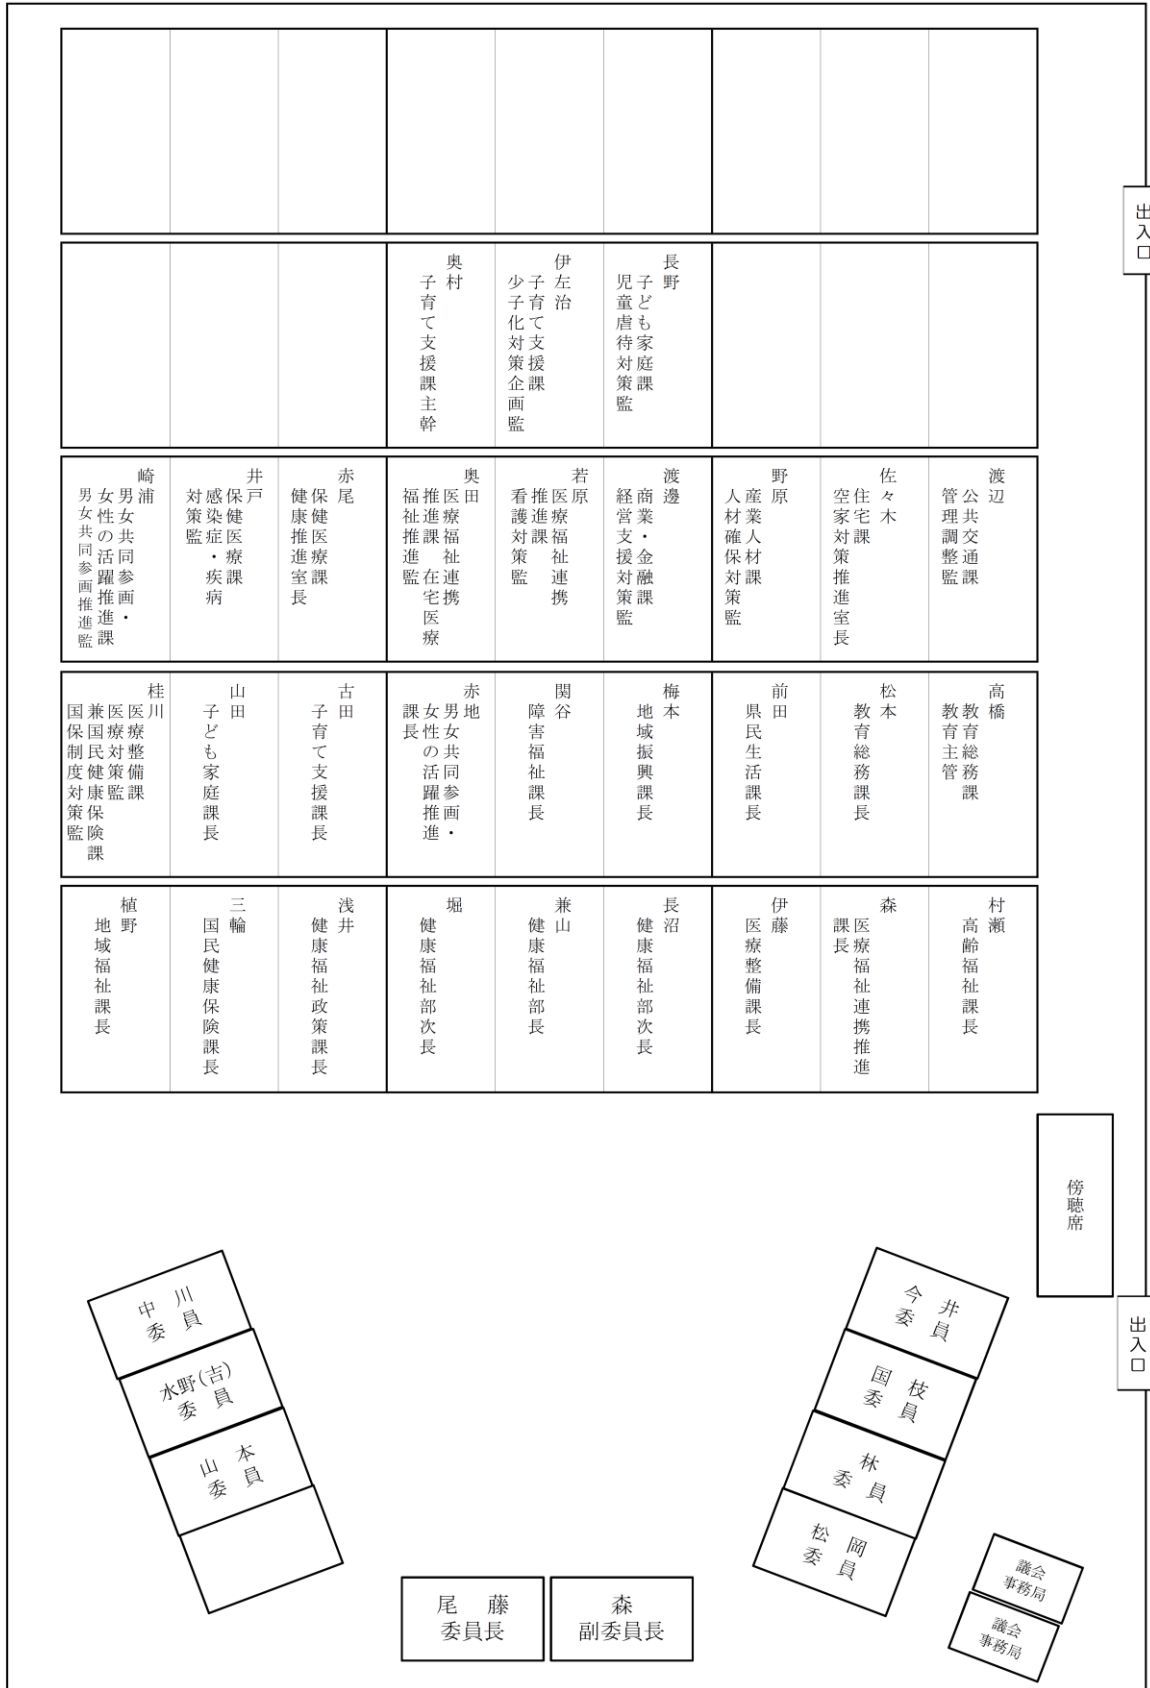 出入口
長野
子ども家庭課
児童虐待対策監
伊左治
子育て支援課
少子化対策企画監
奥村
子育て支援課主幹
渡辺
公共交通課
管理調整監
佐々木
住宅課
空家対策推進室長
野原
産業人材課
人材確保対策監
渡邊
商業・金融課
経営支援対策監
若原
医療福祉連携
推進課
看護対策監
奥田
医療福祉連携
推進課 在宅医療
福祉推進監
赤尾
保健医療課
健康推進室長
井戸
保健医療課
感染症・疾病
対策監
崎浦
男女共同参画・
女性の活躍推進課
男女共同参画推進監
高橋
教育総務課
教育主管
松本
教育総務課長
前田
県民生活課長
梅本
地域振興課長
関谷
障害福祉課長
赤地
男女共同参画・
女性の活躍推進
課長
古田
子育て支援課長
山田
子ども家庭課長
桂川
医療整備課
医療対策監
兼国民健康保険課
国保制度対策監
村瀬
高齢福祉課長
森
医療福祉連携推進
課長
伊藤
医療整備課長
長沼
健康福祉部次長
兼山
健康福祉部長
堀
健康福祉部次長
浅井
健康福祉政策課長
三輪
国民健康保険課長
植野
地域福祉課長
傍聴席
出入口
中川
委員
水野(吉)
委員
山本
委員
今井
委員
国枝
委員
林
委員
松岡
委員
尾藤
委員長
森
副委員長
議会
事務局
議会
事務局